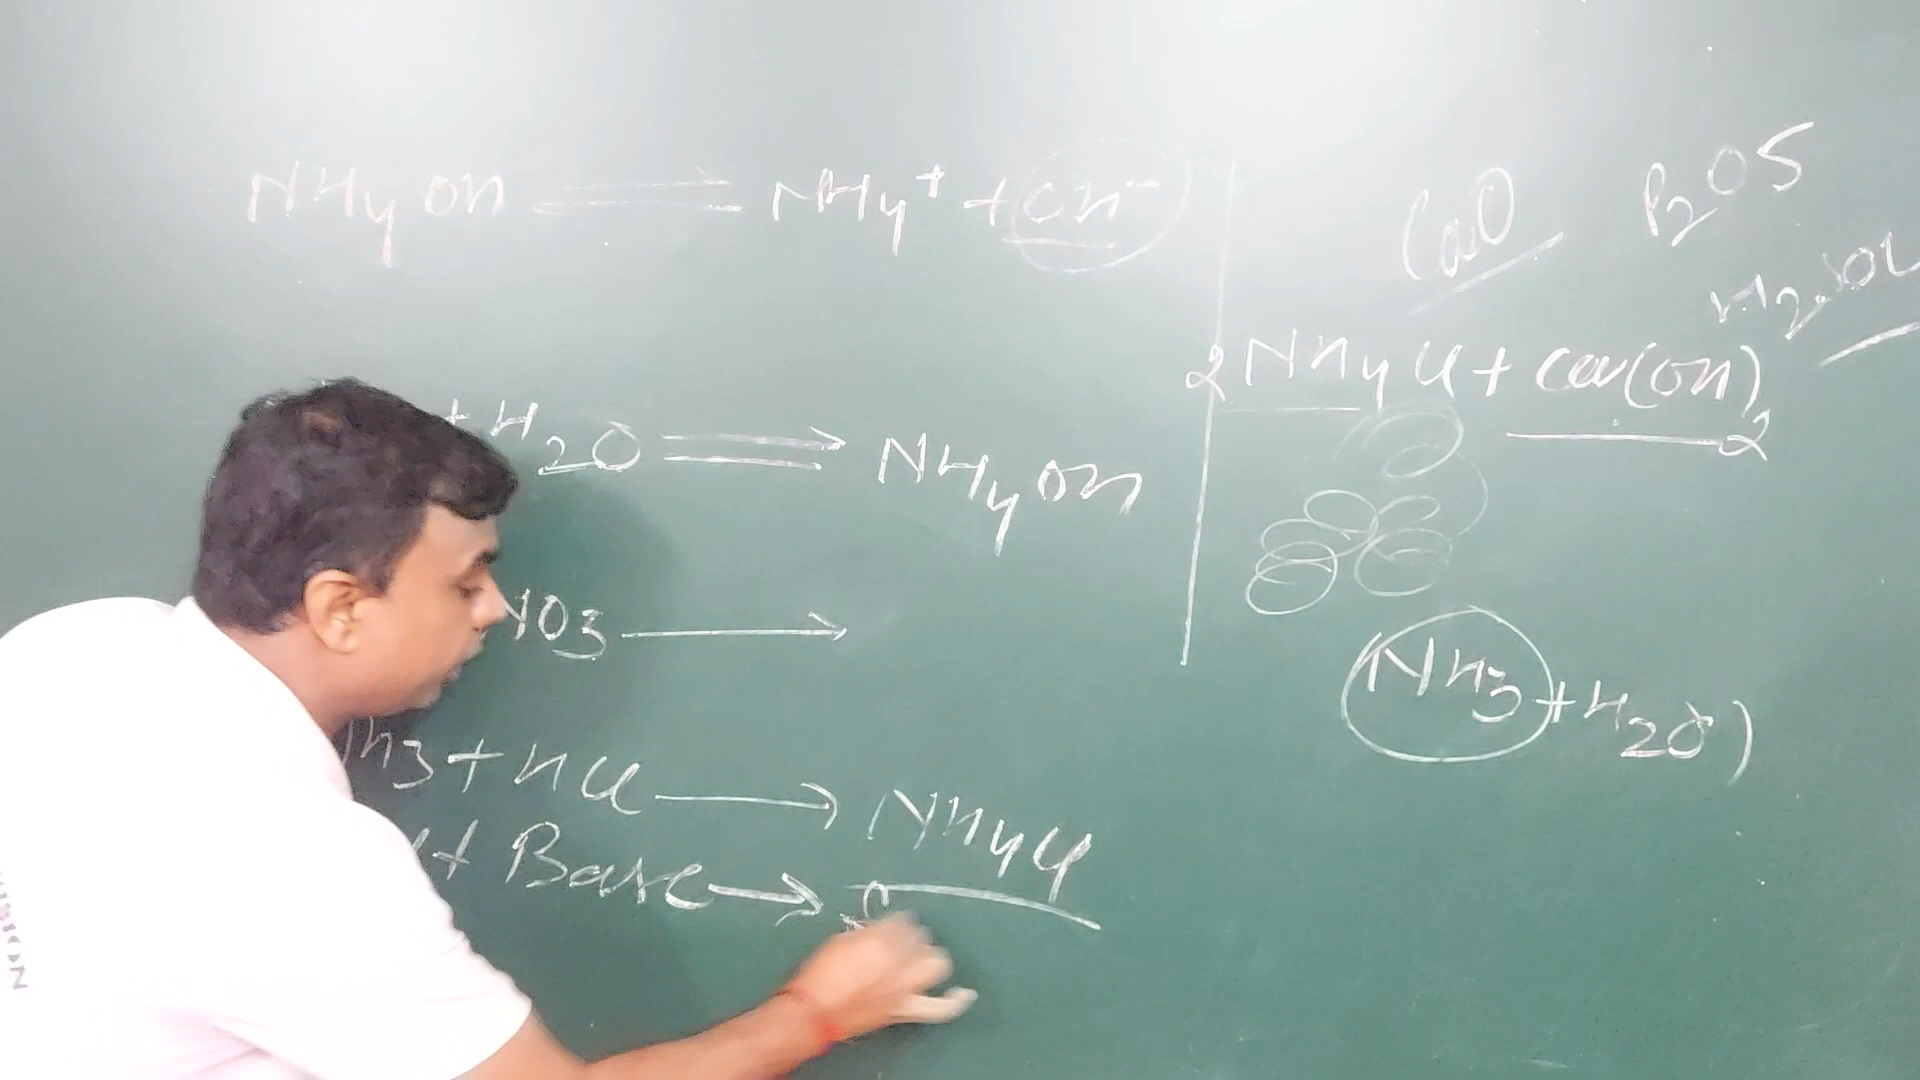 NH4OH ⇌ NH4+ + OH-
+ H2O ⇌ NH4OH
NO3 →
NH3 + HCl → NH4Cl
+ Base →
CaO P2O5
H2SO4
2NH4Cl + Ca(OH)2
NH3 + H2O)
SION